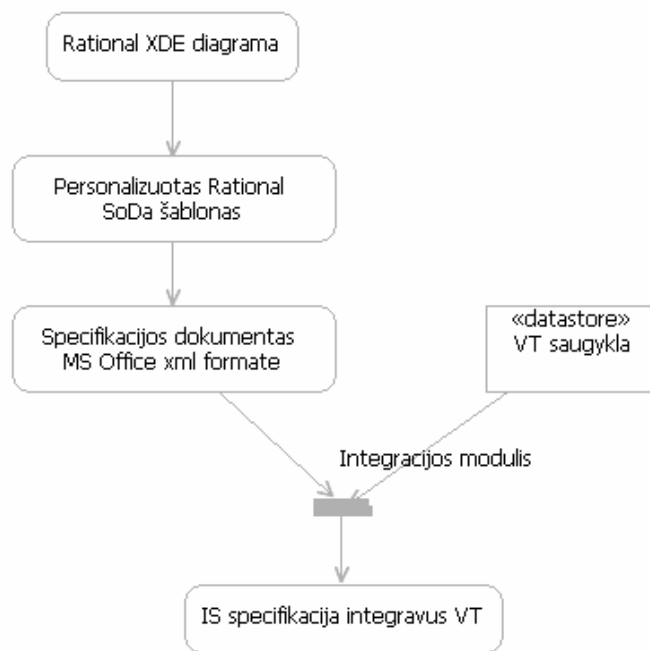 Rational XDE diagrama
Personalizuotas Rational
SoDa šablonas
Specifikacijos dokumentas
MS Office xml formate
«datastore»
VT saugykla
Integracijos modulis
IS specifikacija integravus VT